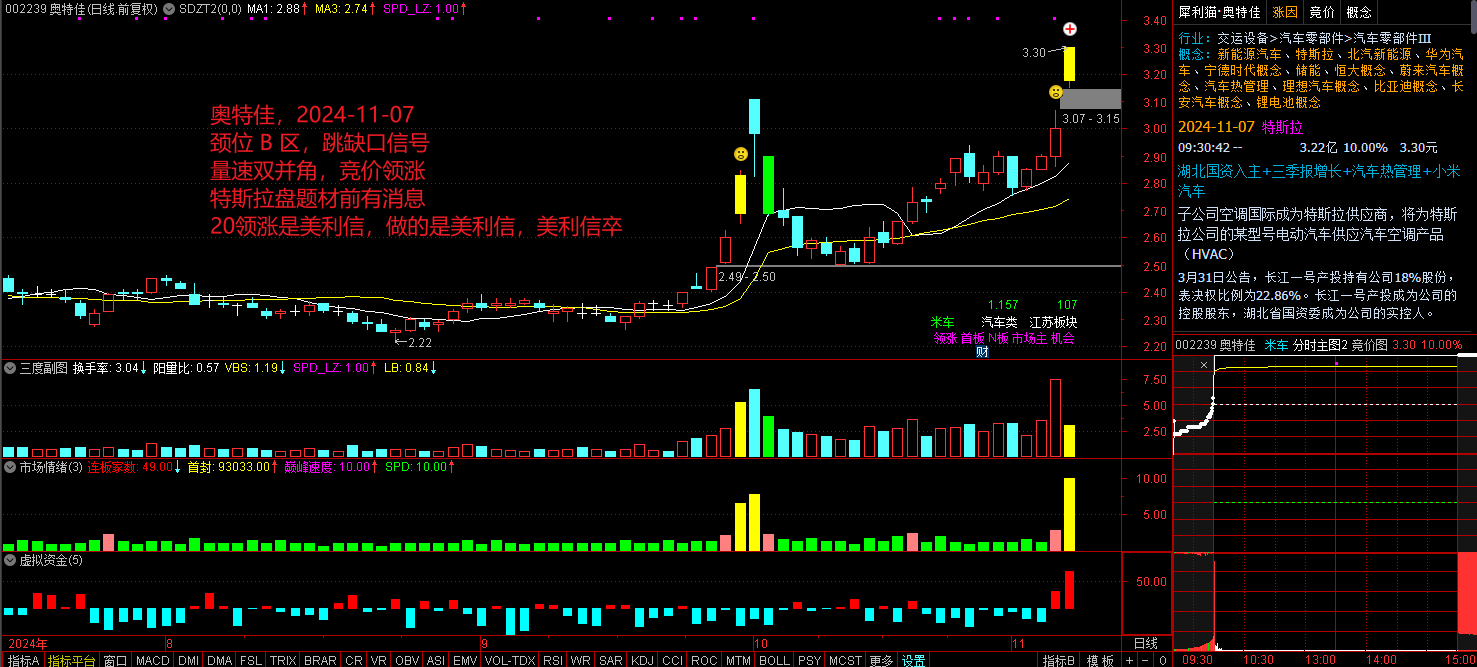 002239 奥特佳(日线.前复权) SDZT2(0,0) MA1: 2.88↑ MA3: 2.74↑ SPD_LZ: 1.00↑
3.40
3.30
3.20
3.10
3.00
2.90
2.80
2.70
2.60
2.50
2.40
2.30
2.20
3.30
3.07 - 3.15
奥特佳，2024-11-07
颈位 B 区，跳缺口信号
量速双并角，竞价领涨
特斯拉盘题材前有消息
20领涨是美利信，做的是美利信，美利信卒
2.49 - 2.50
2.22
1.157 107
米车 汽车类 江苏板块
领涨 首板 N板 市场主 机会
财
三度副图 换手率: 3.04↓ 阳量比: 0.57 VBS: 1.19↓ SPD_LZ: 1.00↑ LB: 0.84↓
7.50
5.00
2.50
市场情绪(3) 连板家数: 49.00↓ 首封: 93033.00↑ 巅峰速度: 10.00↑ SPD: 10.00↑
10.00
5.00
虚拟资金(5)
50.00
2024年 8 9 10 11 日线
指标A 指标平台 窗口 MACD DMI DMA FSL TRIX BRAR CR VR OBV ASI EMV VOL-TDX RSI WR SAR KDJ CCI ROC MTM BOLL PSY MCST 更多 设置 指标B 模板 + - 0
犀利猫·奥特佳 涨因 竞价 概念
行业：交运设备>汽车零部件>汽车零部件Ⅲ
概念：新能源汽车、特斯拉、北汽新能源、华为汽
车、宁德时代概念、储能、恒大概念、蔚来汽车概
念、汽车热管理、理想汽车概念、比亚迪概念、长
安汽车概念、锂电池概念
2024-11-07 特斯拉
09:30:42 -- 3.22亿 10.00% 3.30元
湖北国资入主+三季报增长+汽车热管理+小米
汽车
子公司空调国际成为特斯拉供应商，将为特斯
拉公司的某型号电动汽车供应汽车空调产品
（HVAC）
3月31日公告，长江一号产投持有公司18%股份，
表决权比例为22.86%。长江一号产投成为公司的
控股股东，湖北省国资委成为公司的实控人。
002239 奥特佳 米车 分时主图2 竞价图 3.30 10.00%
09:30 10:30 13:00 14:00 15:00